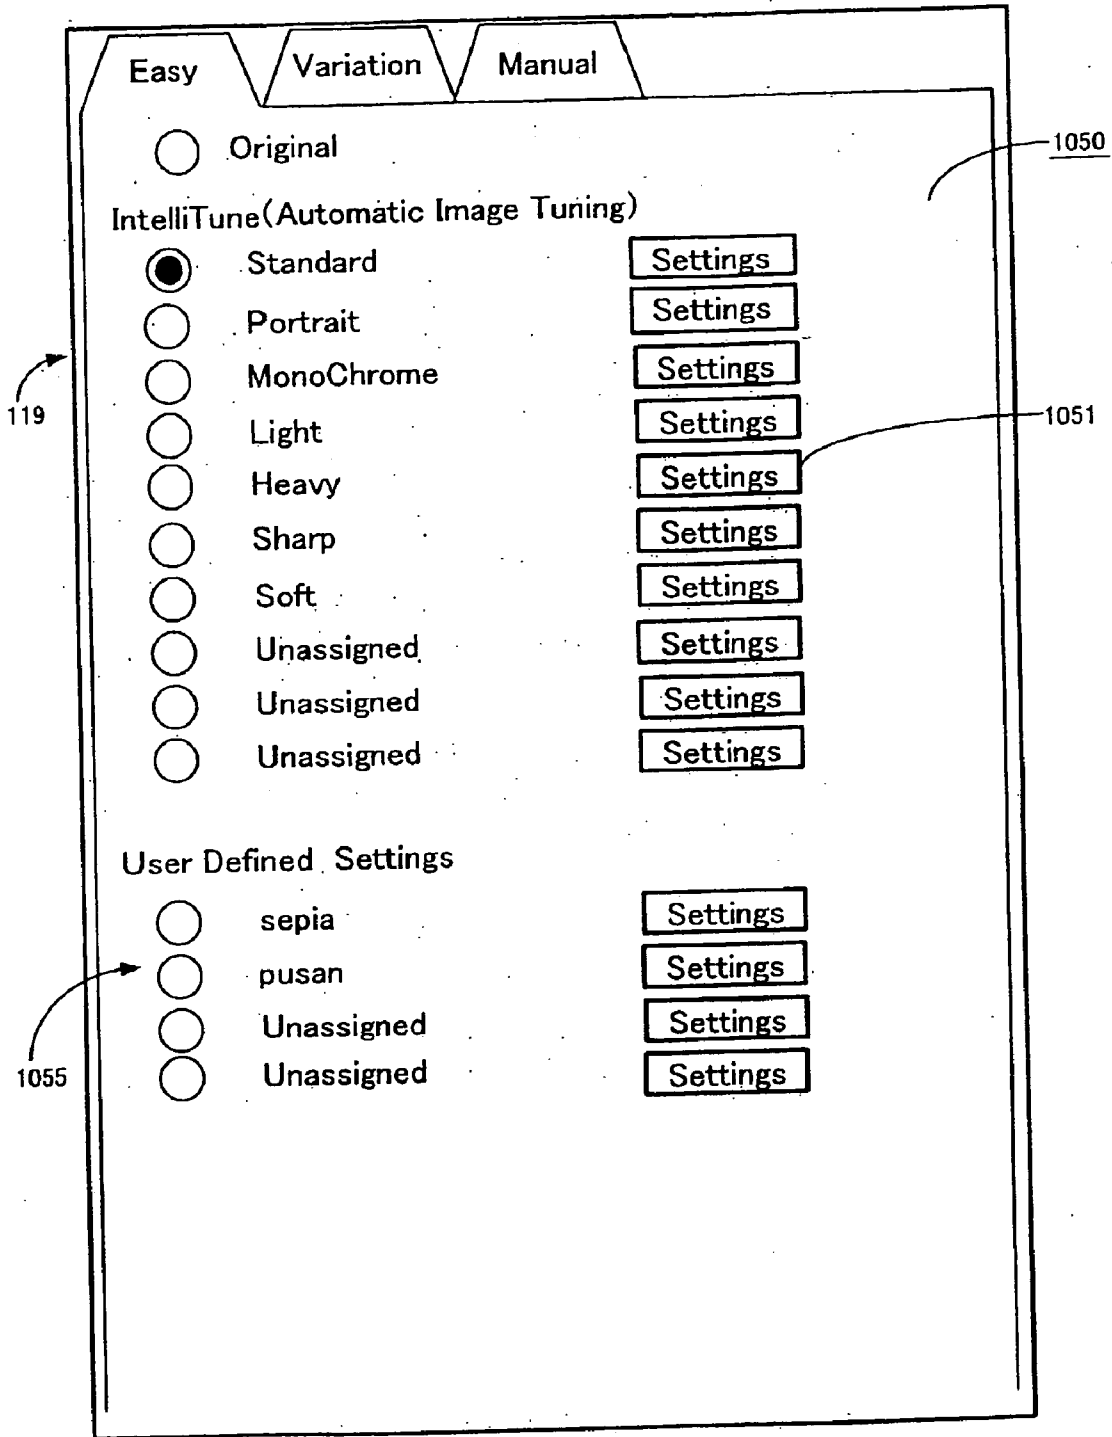 Easy Variation Manual
Original
1050
IntelliTune(Automatic Image Tuning)
Standard Settings
Portrait Settings
MonoChrome Settings
119
Light Settings
1051
Heavy Settings
Sharp Settings
Soft Settings
Unassigned Settings
Unassigned Settings
Unassigned Settings
User Defined Settings
sepia Settings
pusan Settings
Unassigned Settings
1055
Unassigned Settings